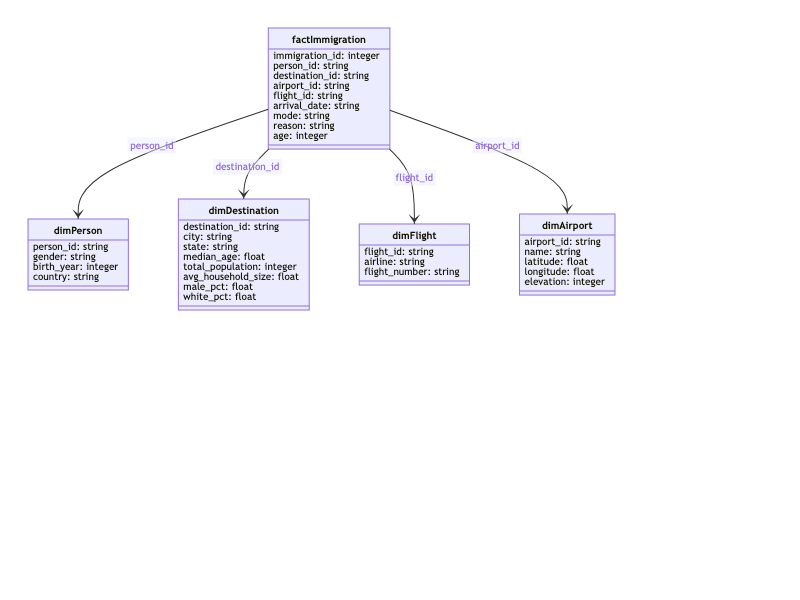 factImmigration
immigration_id: integer
person_id: string
destination_id: string
airport_id: string
flight_id: string
arrival_date: string
mode: string
reason: string
age: integer
person_id
destination_id
flight_id
airport_id
dimPerson
person_id: string
gender: string
birth_year: integer
country: string
dimDestination
destination_id: string
city: string
state: string
median_age: float
total_population: integer
avg_household_size: float
male_pct: float
white_pct: float
dimFlight
flight_id: string
airline: string
flight_number: string
dimAirport
airport_id: string
name: string
latitude: float
longitude: float
elevation: integer